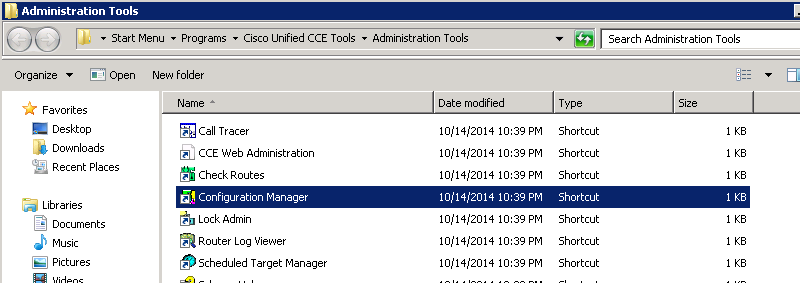 Administration Tools
Start Menu Programs Cisco Unified CCE Tools Administration Tools Search Administration Tools
Organize Open New folder
Name Date modified Type Size
Favorites
Desktop
Downloads
Recent Places
Libraries
Documents
Music
Pictures
Videos
Call Tracer 10/14/2014 10:39 PM Shortcut 1 KB
CCE Web Administration 10/14/2014 10:39 PM Shortcut 1 KB
Check Routes 10/14/2014 10:39 PM Shortcut 1 KB
Configuration Manager 10/14/2014 10:39 PM Shortcut 1 KB
Lock Admin 10/14/2014 10:39 PM Shortcut 1 KB
Router Log Viewer 10/14/2014 10:39 PM Shortcut 1 KB
Scheduled Target Manager 10/14/2014 10:39 PM Shortcut 1 KB